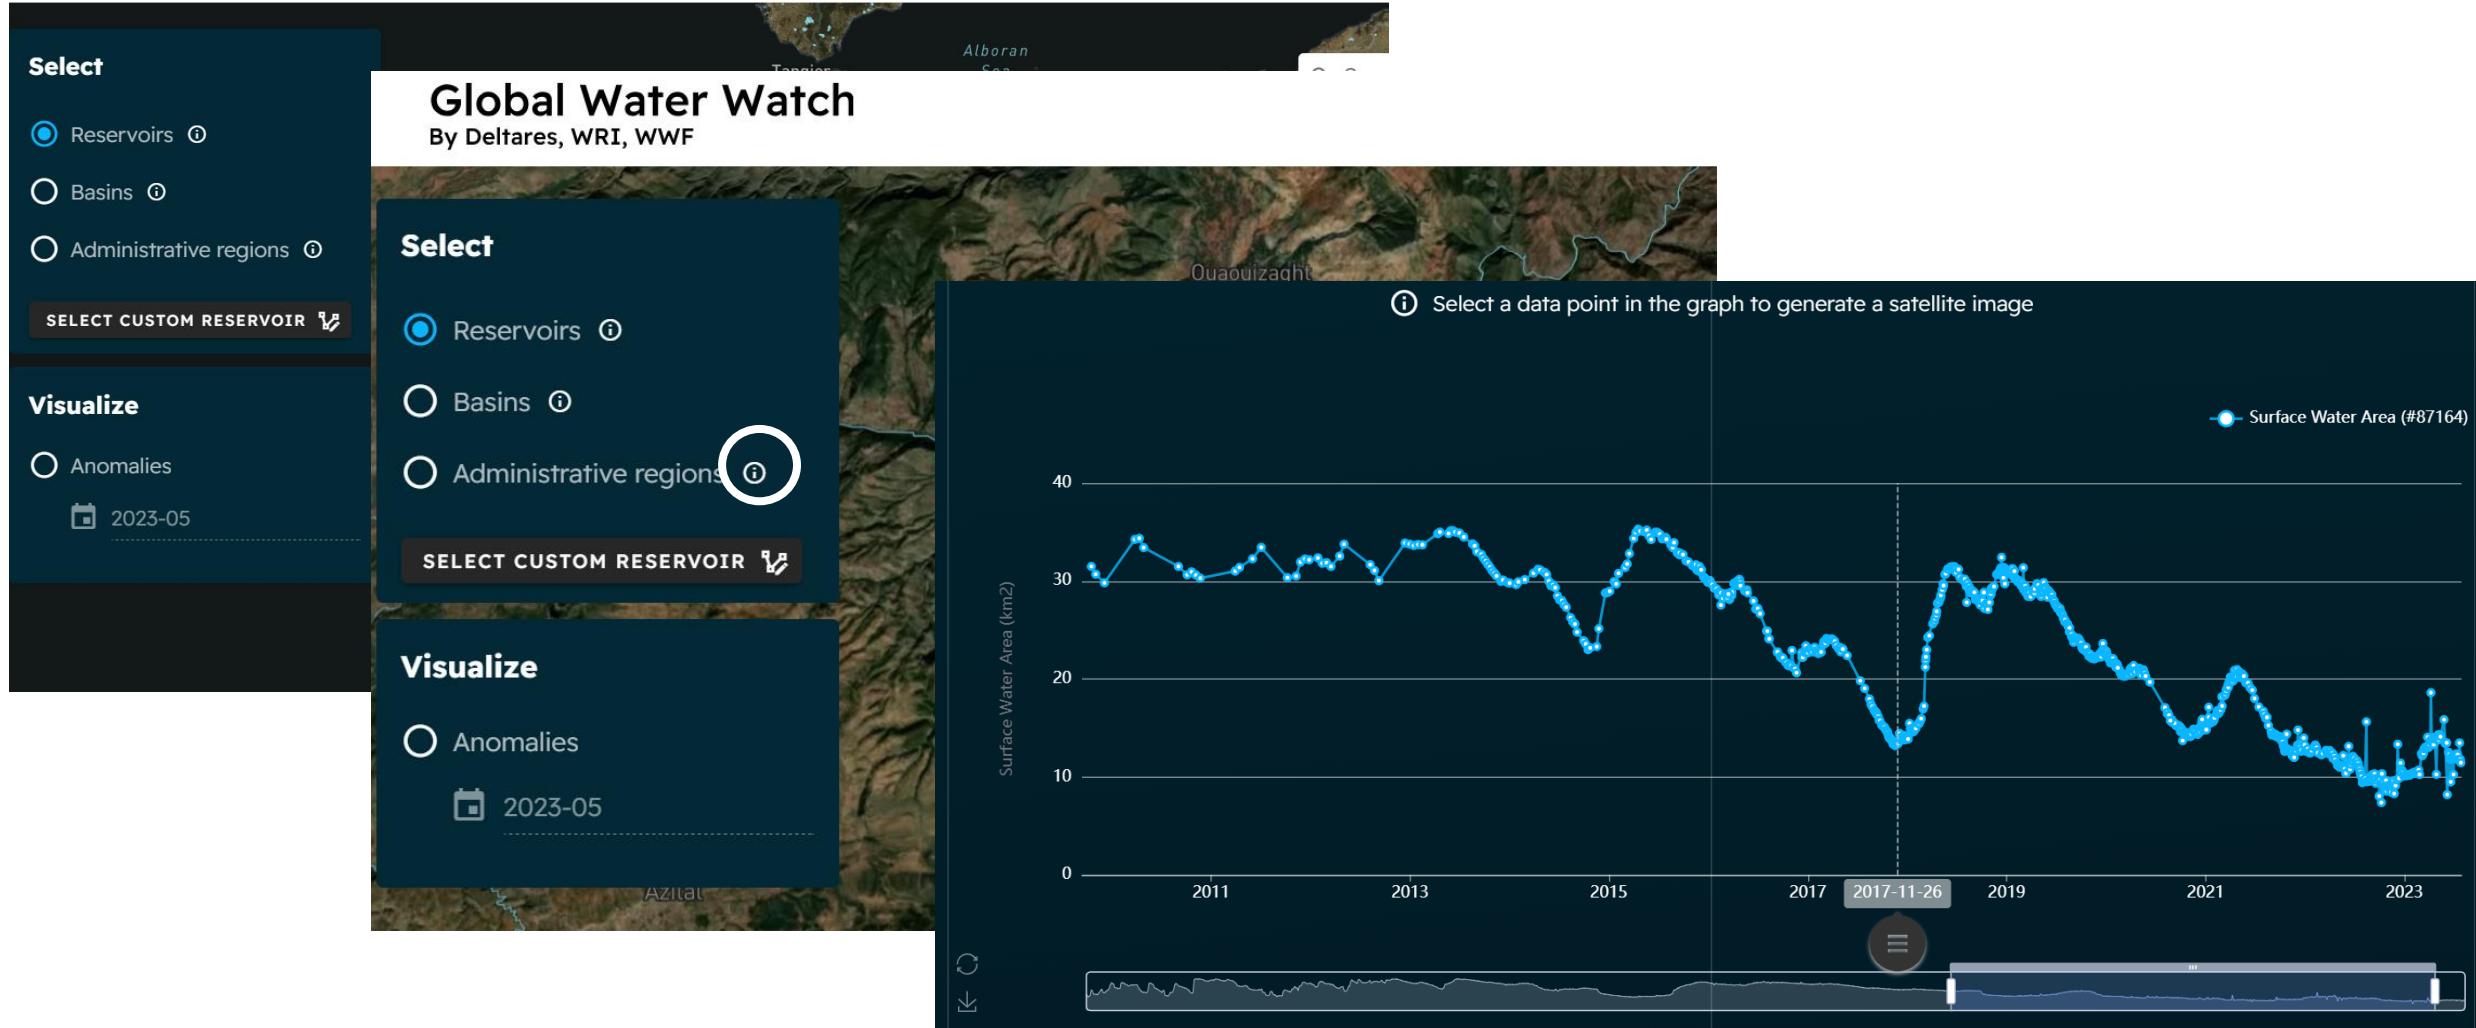 Select
Reservoirs
Basins
Administrative regions
SELECT CUSTOM RESERVOIR
Visualize
Anomalies
2023-05
Alboran
Sea
Tangier
Global Water Watch
By Deltares, WRI, WWF
Ouaouizaght
Select
Reservoirs
Basins
Administrative regions
SELECT CUSTOM RESERVOIR
Visualize
Anomalies
2023-05
Azilal
Select a data point in the graph to generate a satellite image
Surface Water Area (#87164)
Surface Water Area (km2)
40
30
20
10
0
2011 2013 2015 2017 2017-11-26 2019 2021 2023